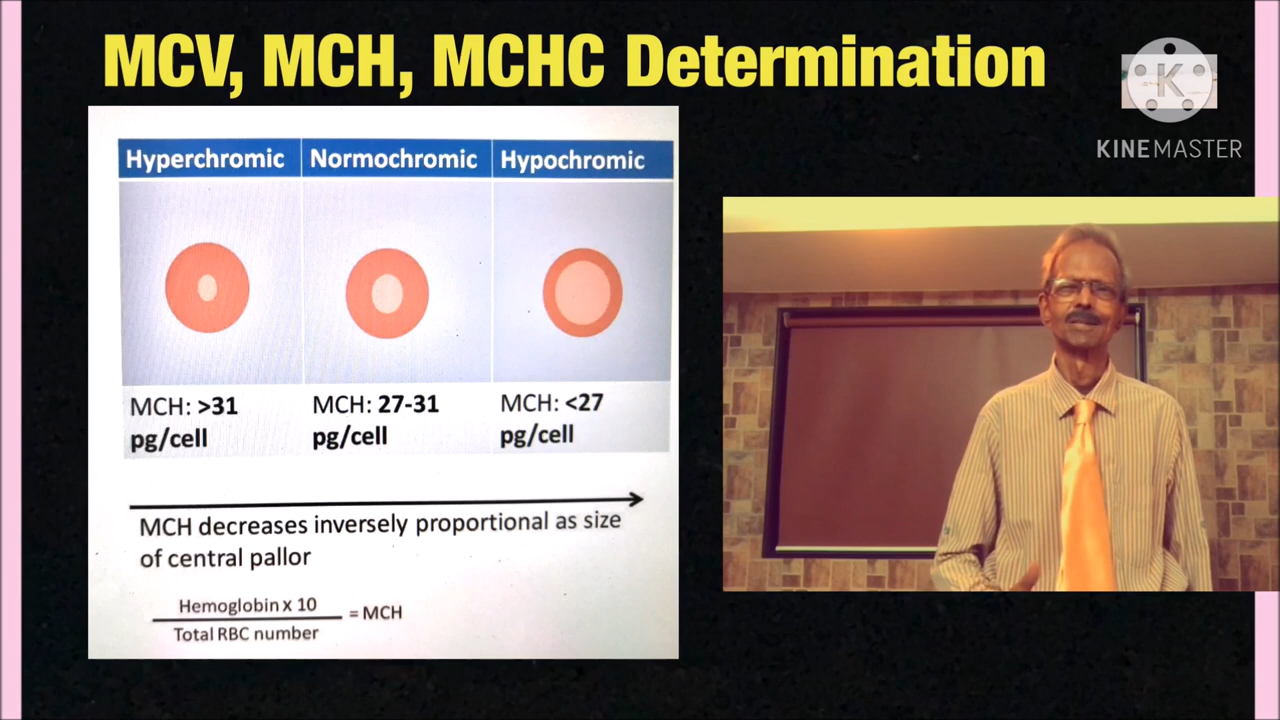 MCV, MCH, MCHC Determination
K
KINEMASTER
Hyperchromic Normochromic Hypochromic
MCH: >31 pg/cell
MCH: 27-31 pg/cell
MCH: <27 pg/cell
MCH decreases inversely proportional as size
of central pallor
Hemoglobin x 10
Total RBC number
= MCH